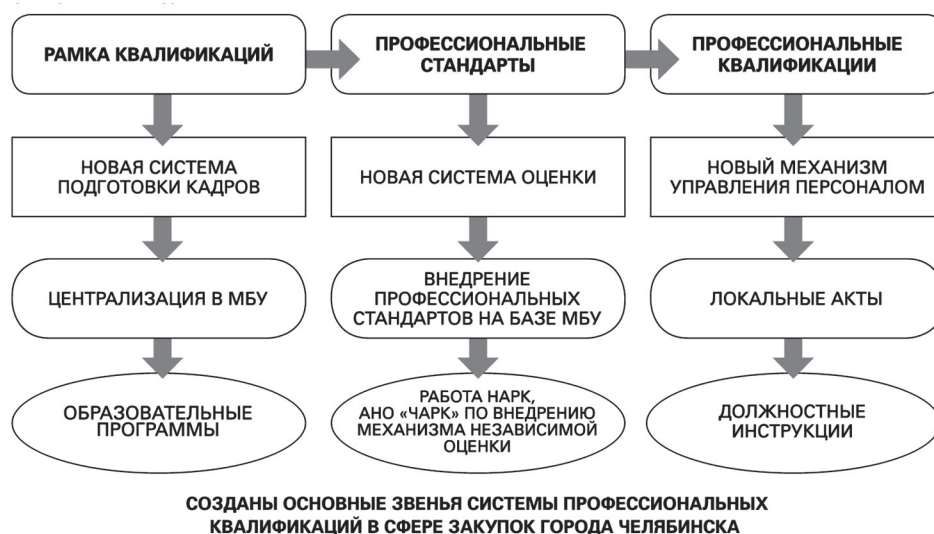 РАМКА КВАЛИФИКАЦИЙ
ПРОФЕССИОНАЛЬНЫЕ
СТАНДАРТЫ
ПРОФЕССИОНАЛЬНЫЕ
КВАЛИФИКАЦИИ
НОВАЯ СИСТЕМА
ПОДГОТОВКИ КАДРОВ
НОВАЯ СИСТЕМА ОЦЕНКИ
НОВЫЙ МЕХАНИЗМ
УПРАВЛЕНИЯ ПЕРСОНАЛОМ
ЦЕНТРАЛИЗАЦИЯ В МБУ
ВНЕДРЕНИЕ
ПРОФЕССИОНАЛЬНЫХ
СТАНДАРТОВ НА БАЗЕ МБУ
ЛОКАЛЬНЫЕ АКТЫ
ОБРАЗОВАТЕЛЬНЫЕ
ПРОГРАММЫ
РАБОТА НАРК,
АНО «ЧАРК» ПО ВНЕДРЕНИЮ
МЕХАНИЗМА НЕЗАВИСИМОЙ
ОЦЕНКИ
ДОЛЖНОСТНЫЕ
ИНСТРУКЦИИ
СОЗДАНЫ ОСНОВНЫЕ ЗВЕНЬЯ СИСТЕМЫ ПРОФЕССИОНАЛЬНЫХ
КВАЛИФИКАЦИЙ В СФЕРЕ ЗАКУПОК ГОРОДА ЧЕЛЯБИНСКА